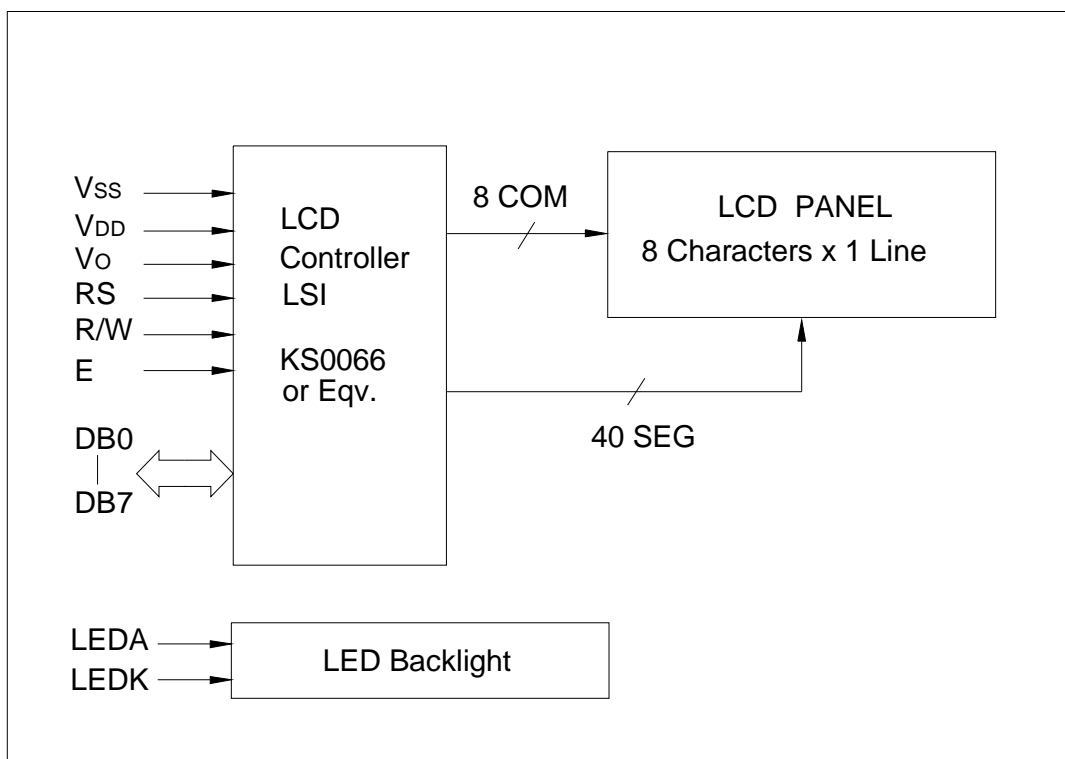 VSS
VDD
VO
RS
R/W
E
DB0
DB7
LCD
Controller
LSI
KS0066
or Eqv.
8 COM
40 SEG
LCD PANEL
8 Characters x 1 Line
LEDA
LEDK
LED Backlight